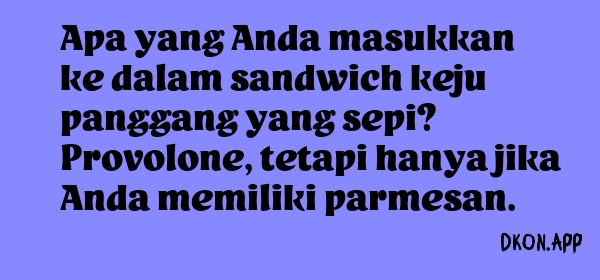 Apa yang Anda masukkan
ke dalam sandwich keju
panggang yang sepi?
Provolone, tetapi hanya jika
Anda memiliki parmesan.
DKON.APP